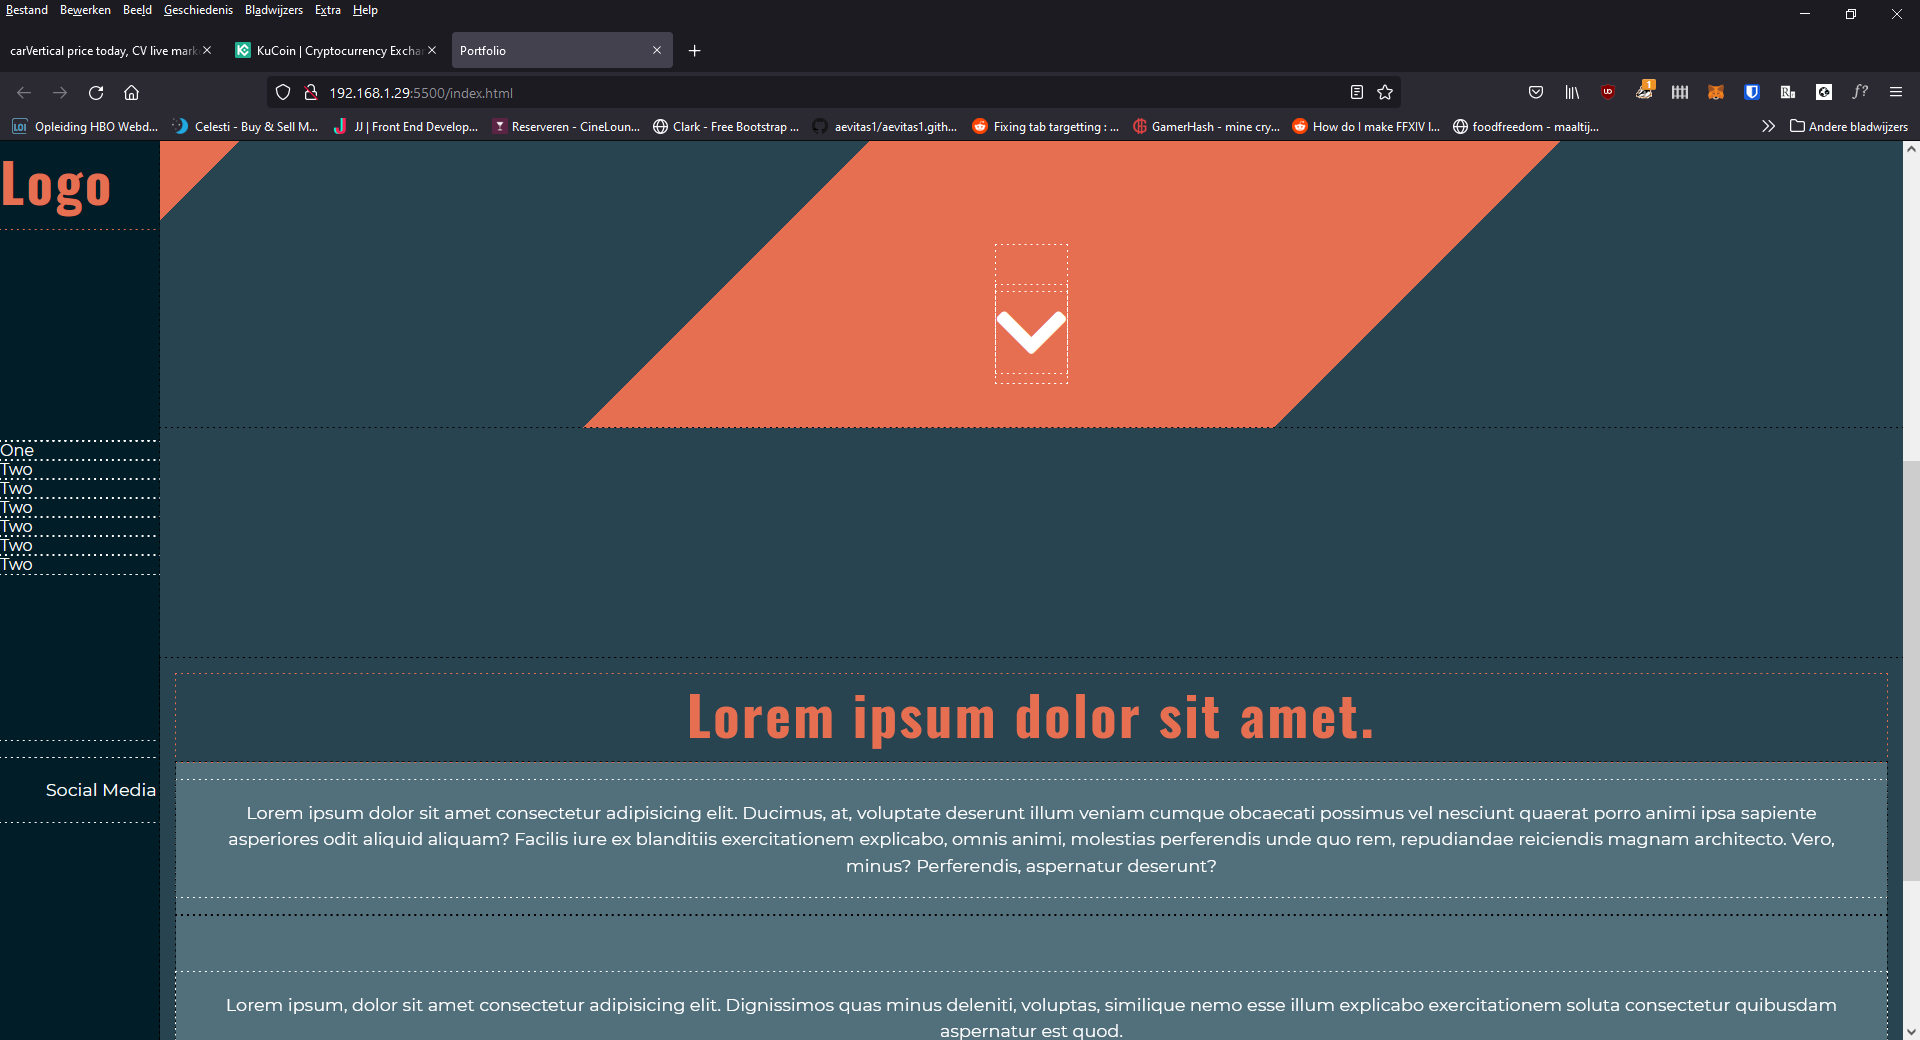 Bestand Bewerken Beeld Geschiedenis Bladwijzers Extra Help
carVertical price today, CV live mark
KuCoin | Cryptocurrency Excha
Portfolio
192.168.1.29:5500/index.html
UD
1
f?
LOI Opleiding HBO Webd...
Celesti - Buy & Sell M...
JJ | Front End Develop...
Reserveren - CineLoun...
Clark - Free Bootstrap ...
aevitas1/aevitas1.gith...
Fixing tab targetting : ...
GamerHash - mine cry...
How do I make FFXIV l...
foodfreedom - maaltij...
Andere bladwijzers
Logo
One
Two
Two
Two
Two
Two
Two
Social Media
Lorem ipsum dolor sit amet.
Lorem ipsum dolor sit amet consectetur adipisicing elit. Ducimus, at, voluptate deserunt illum veniam cumque obcaecati possimus vel nesciunt quaerat porro animi ipsa sapiente
asperiores odit aliquid aliquam? Facilis iure ex blanditiis exercitationem explicabo, omnis animi, molestias perferendis unde quo rem, repudiandae reiciendis magnam architecto. Vero,
minus? Perferendis, aspernatur deserunt?
Lorem ipsum, dolor sit amet consectetur adipisicing elit. Dignissimos quas minus deleniti, voluptas, similique nemo esse illum explicabo exercitationem soluta consectetur quibusdam
aspernatur est quod.